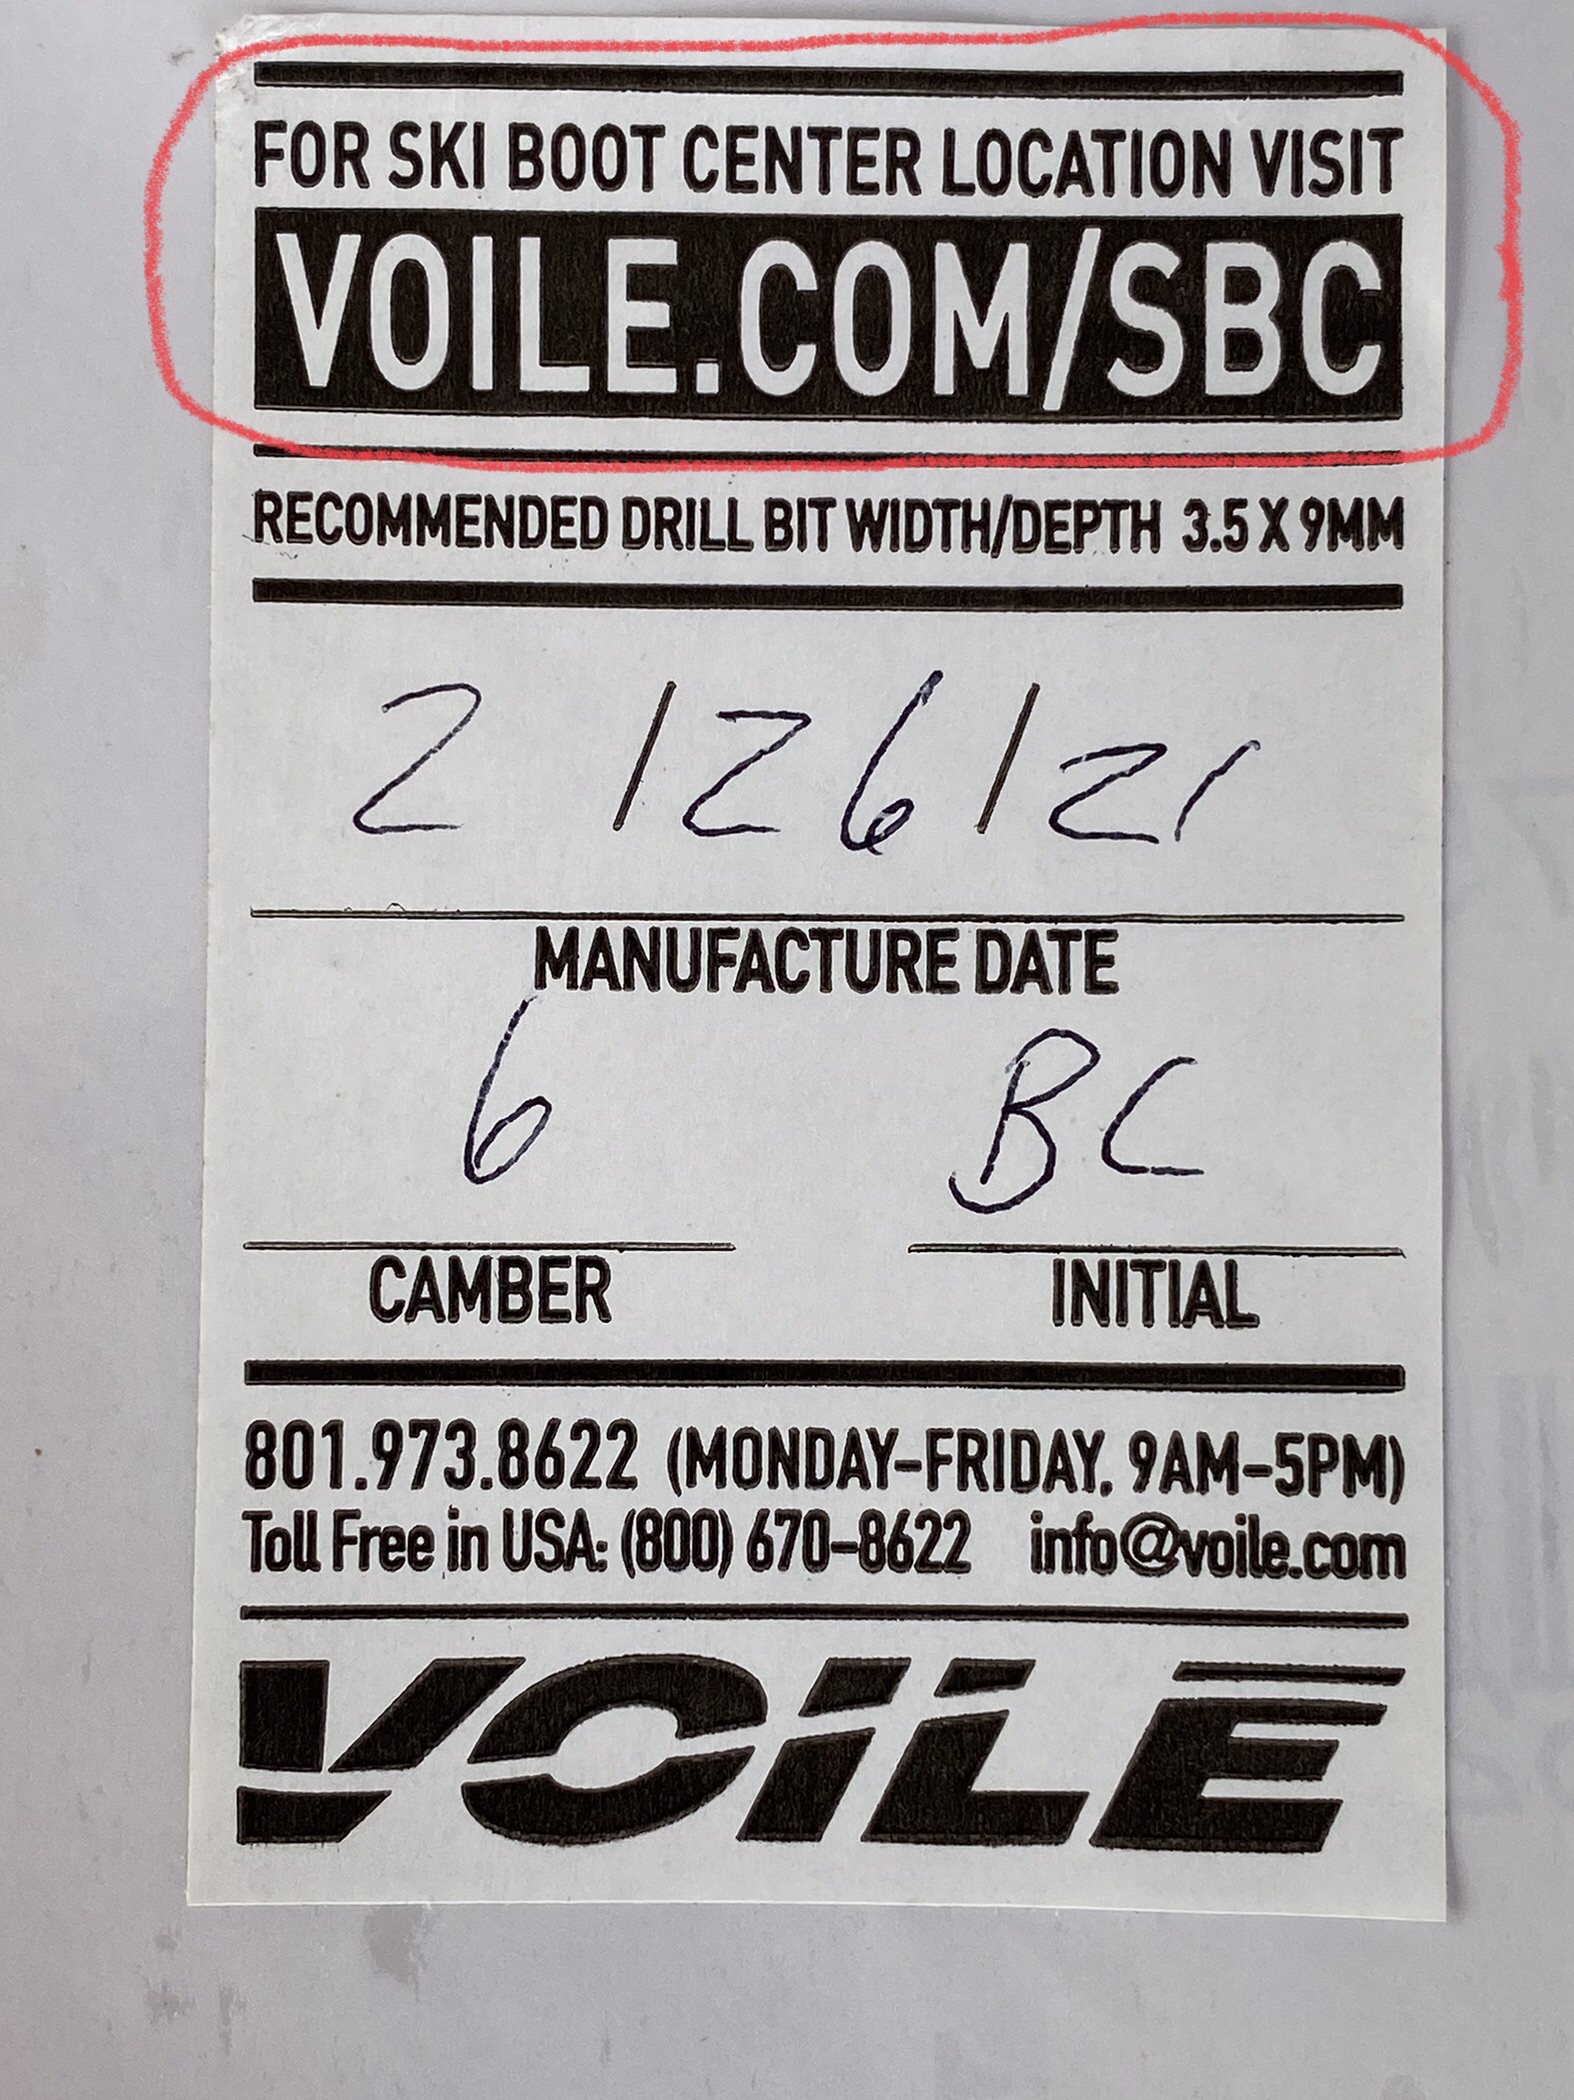 FOR SKI BOOT CENTER LOCATION VISIT
VOILE.COM/SBC
RECOMMENDED DRILL BIT WIDTH/DEPTH 3.5 X 9MM
2 / 26 / 21
MANUFACTURE DATE
6 BC
CAMBER INITIAL
801.973.8622 (MONDAY-FRIDAY, 9AM-5PM)
Toll Free in USA: (800) 670-8622 info@voile.com
VOILE